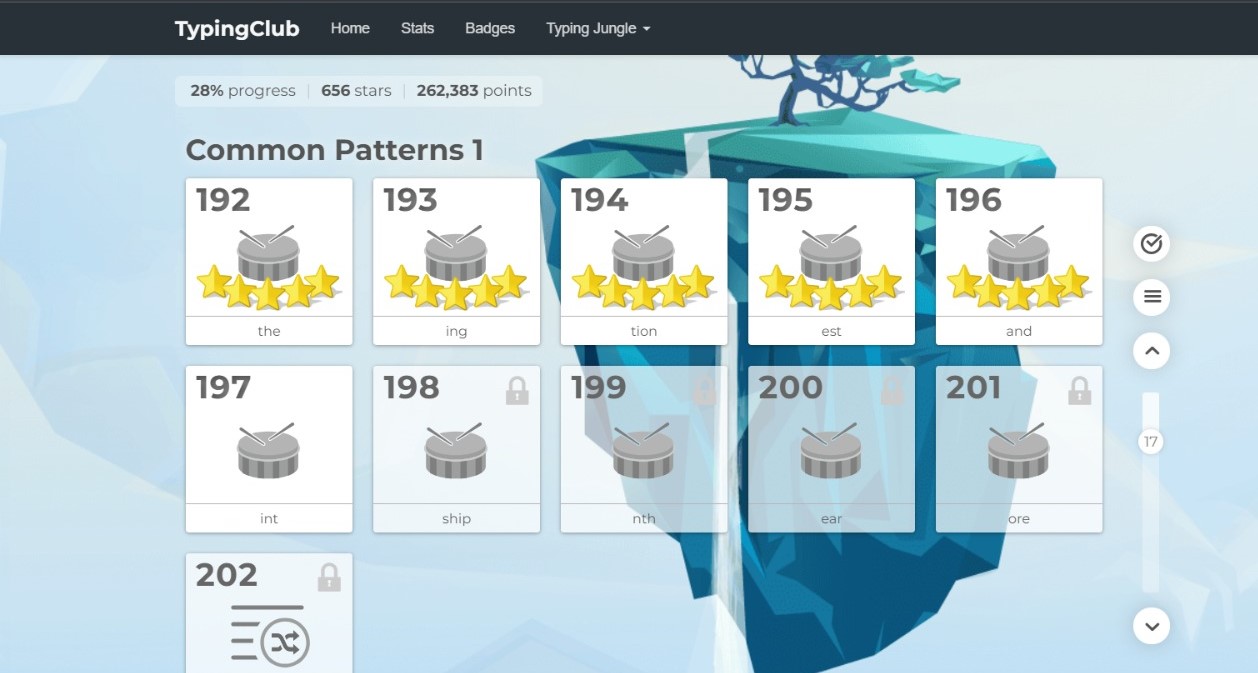 TypingClub Home Stats Badges Typing Jungle
28% progress 656 stars 262,383 points
Common Patterns 1
192 193 194 195 196
the ing tion est and
197 198 199 200 201
17
int ship nth ear ore
202